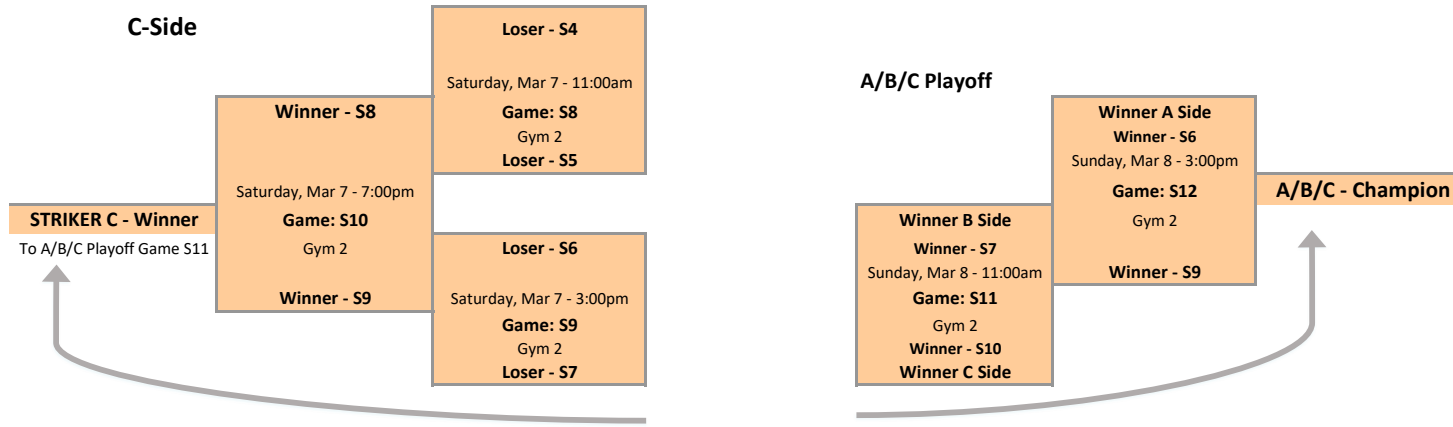 C-Side
Loser - S4
Saturday, Mar 7 - 11:00am
Winner - S8
Game: S8
Gym 2
Loser - S5
Saturday, Mar 7 - 7:00pm
STRIKER C - Winner
Game: S10
To A/B/C Playoff Game S11
Gym 2
Loser - S6
Winner - S9
Saturday, Mar 7 - 3:00pm
Game: S9
Gym 2
Loser - S7
A/B/C Playoff
Winner A Side
Winner - S6
Sunday, Mar 8 - 3:00pm
Game: S12
A/B/C - Champion
Gym 2
Winner - S9
Winner B Side
Winner - S7
Sunday, Mar 8 - 11:00am
Game: S11
Gym 2
Winner - S10
Winner C Side